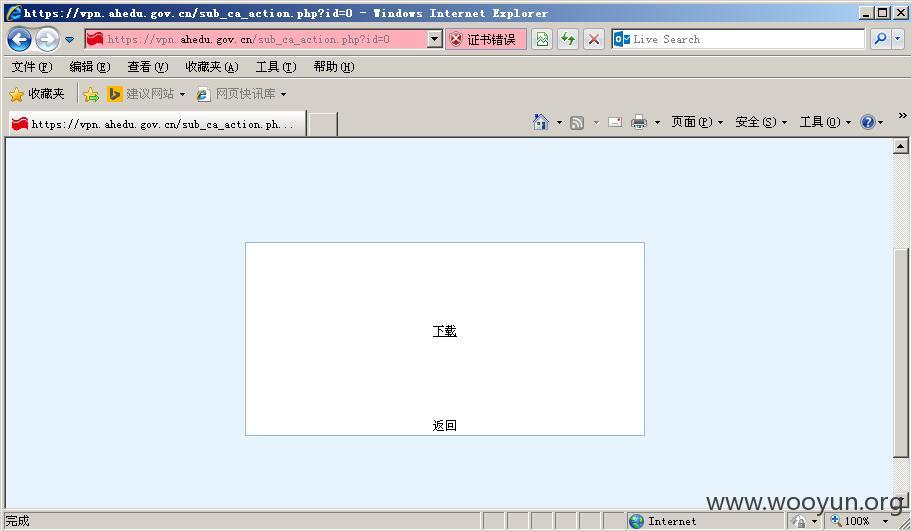 https://vpn.ahedu.gov.cn/sub_ca_action.php?id=0 - Windows Internet Explorer
https://vpn.ahedu.gov.cn/sub_ca_action.php?id=0 证书错误 Live Search
文件(F) 编辑(E) 查看(V) 收藏夹(A) 工具(T) 帮助(H)
收藏夹 建议网站 网页快讯库
https://vpn.ahedu.gov.cn/sub_ca_action.ph... 页面(P) 安全(S) 工具(O) »
下载
返回
www.wooyun.org
完成 Internet 100%